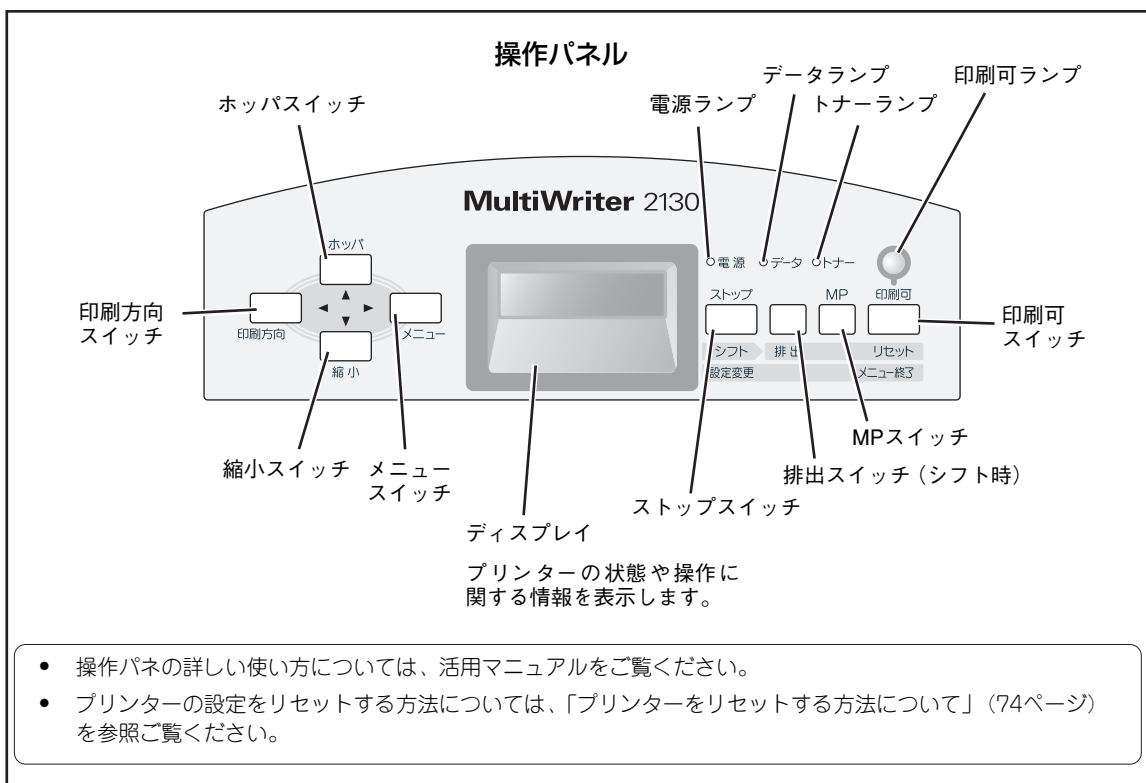 操作パネル
データランプ
印刷可ランプ
ホッパスイッチ
電源ランプ
トナーランプ
MultiWriter 2130
ホッパ
電源
データ
トナー
印刷方向
スイッチ
印刷方向
メニュー
縮小
ストップ
MP
印刷可
シフト
排出
リセット
設定変更
メニュー終了
印刷可
スイッチ
MPスイッチ
縮小スイッチ
メニュー
スイッチ
排出スイッチ（シフト時）
ストップスイッチ
ディスプレイ
プリンターの状態や操作に
関する情報を表示します。
• 操作パネの詳しい使い方については、活用マニュアルをご覧ください。
• プリンターの設定をリセットする方法については、「プリンターをリセットする方法について」（74ページ）
を参照ご覧ください。